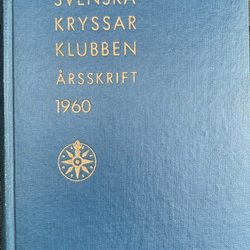 SVENSKA
KRYSSAR
KLUBBEN
ÅRSSKRIFT
1960